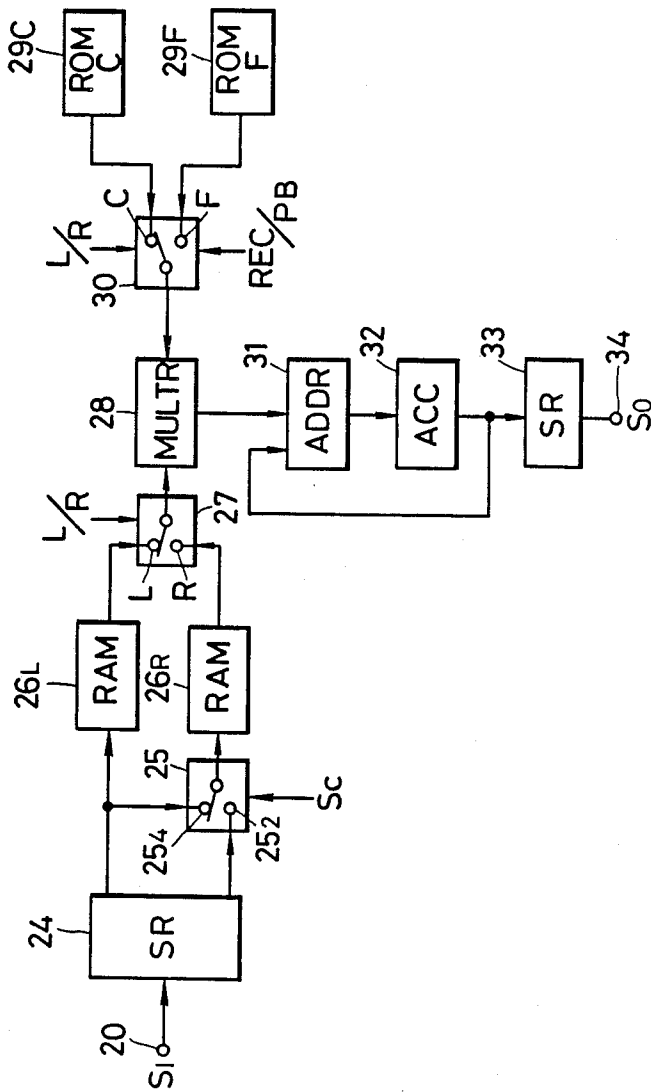 29C
ROM C
29F
ROM F
L/R
C
F
30
REC/PB
28
MULTR
31
ADDR
32
ACC
33
SR
34
SO
L/R
L
R
27
26L
RAM
26R
RAM
25
254
252
SC
24
SR
20
SI